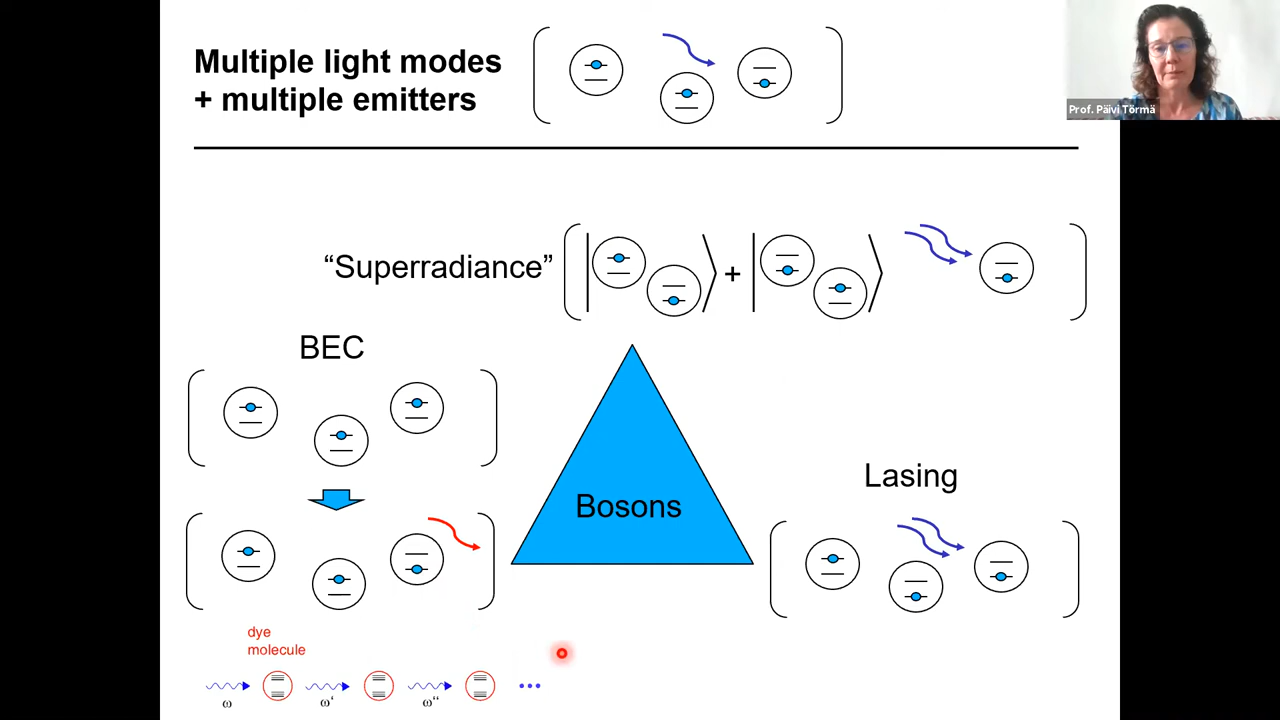 Multiple light modes
+ multiple emitters
Prof. Päivi Törmä
“Superradiance”
+
BEC
Bosons
Lasing
dye
molecule
ω
ω‘
ω“
...